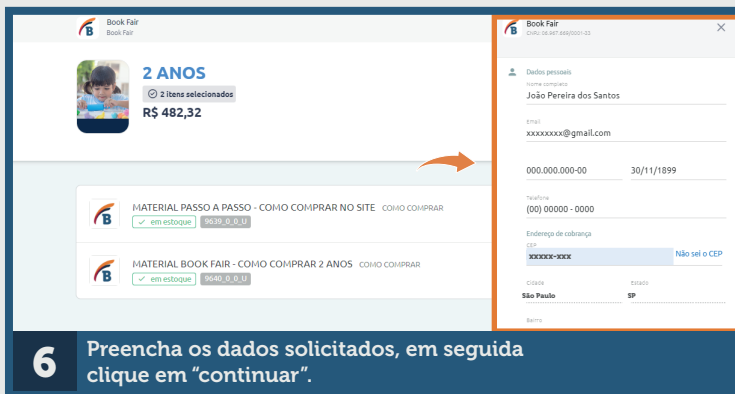 Book Fair
Book Fair
2 ANOS
2 itens selecionados
R$ 482,32
MATERIAL PASSO A PASSO - COMO COMPRAR NO SITE COMO COMPRAR
em estoque 9639_0_0_U
MATERIAL BOOK FAIR - COMO COMPRAR 2 ANOS COMO COMPRAR
em estoque 9640_0_0_U
Book Fair
Dados pessoais
Nome completo
João Pereira dos Santos
Email
xxxxxxxx@gmail.com
000.000.000-00 30/11/1899
Telefone
(00) 00000 - 0000
Endereço de cobrança
CEP
xxxxx-xxx Não sei o CEP
Cidade Estado
São Paulo SP
Bairro
6 Preencha os dados solicitados, em seguida
clique em “continuar”.